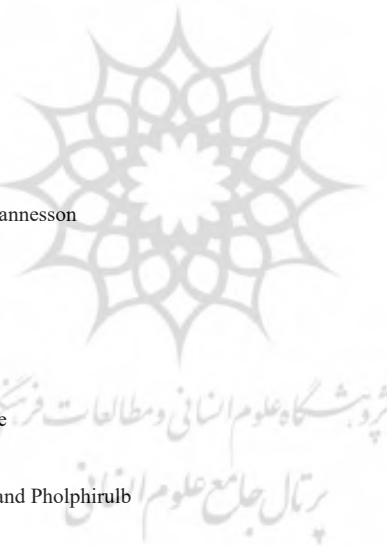 annesson
پژوهشگاه علوم انسانی و مطالعات فرهنگی
e
and Pholphirulb
پرتال جامع علوم انسانی